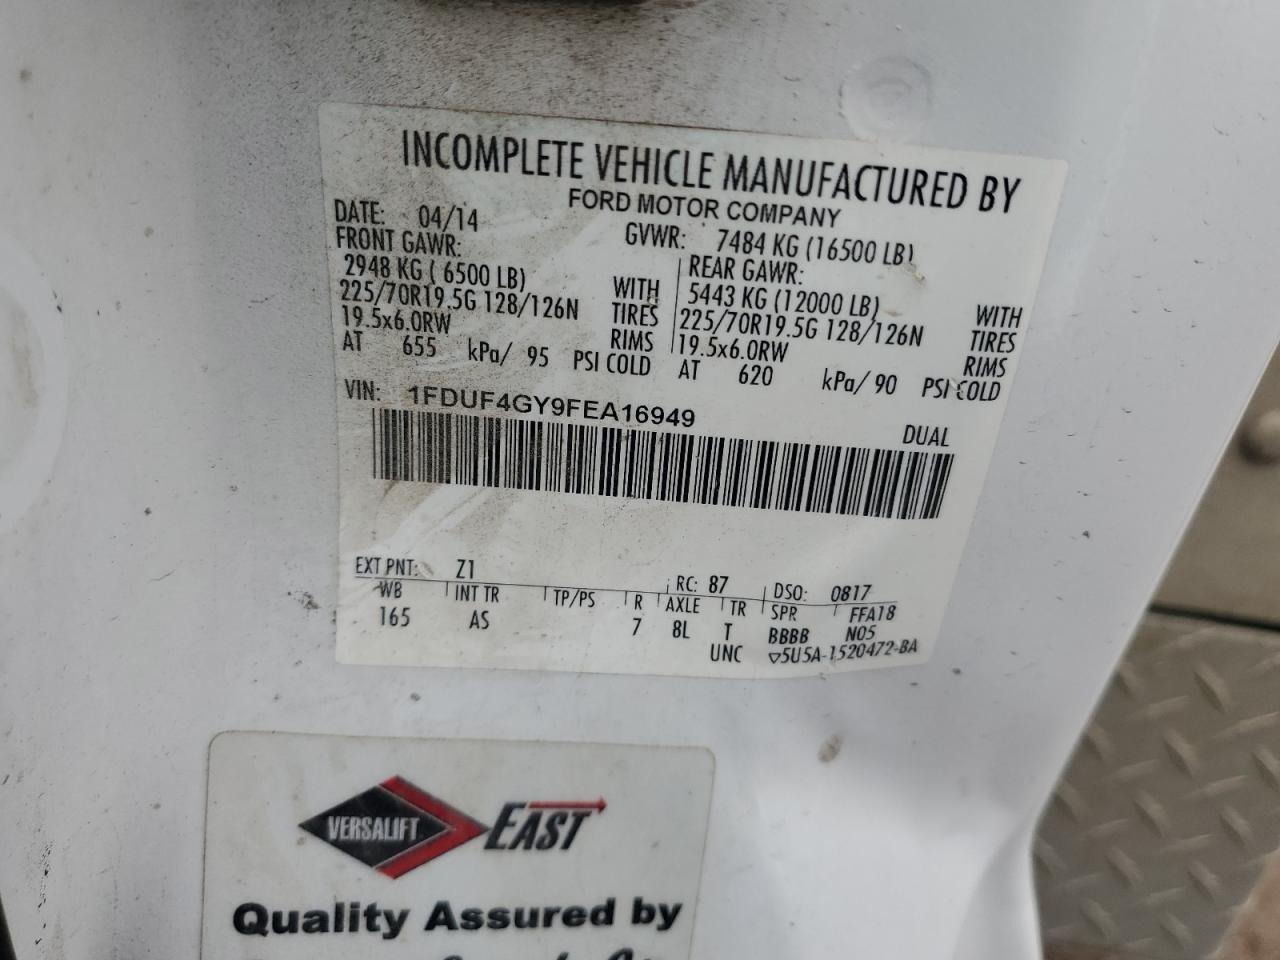 INCOMPLETE VEHICLE MANUFACTURED BY
FORD MOTOR COMPANY
DATE: 04/14
GVWR: 7484 KG (16500 LB)
FRONT GAWR:
2948 KG ( 6500 LB) WITH
225/70R19.5G 128/126N TIRES
19.5x6.0RW RIMS
AT 655 kPa/ 95 PSI COLD
REAR GAWR:
5443 KG (12000 LB) WITH
225/70R19.5G 128/126N TIRES
19.5x6.0RW RIMS
AT 620 kPa/ 90 PSI COLD
VIN: 1FDUF4GY9FEA16949
DUAL
EXT PNT: Z1 RC: 87 DSO: 0817
WB INT TR TP/PS R AXLE TR SPR FFA18
165 AS 7 8L T BBBB N05
UNC ▽5U5A-1520472-BA
VERSALIFT EAST
Quality Assured by